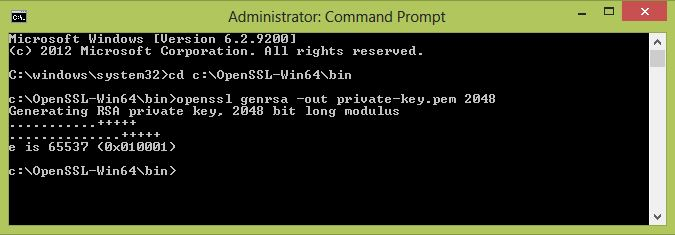 Administrator: Command Prompt
Microsoft Windows [Version 6.2.9200]
(c) 2012 Microsoft Corporation. All rights reserved.
C:\windows\system32>cd c:\OpenSSL-Win64\bin
c:\OpenSSL-Win64\bin>openssl genrsa -out private-key.pem 2048
Generating RSA private key, 2048 bit long modulus
...........+++++
..............+++++
e is 65537 (0x010001)
c:\OpenSSL-Win64\bin>